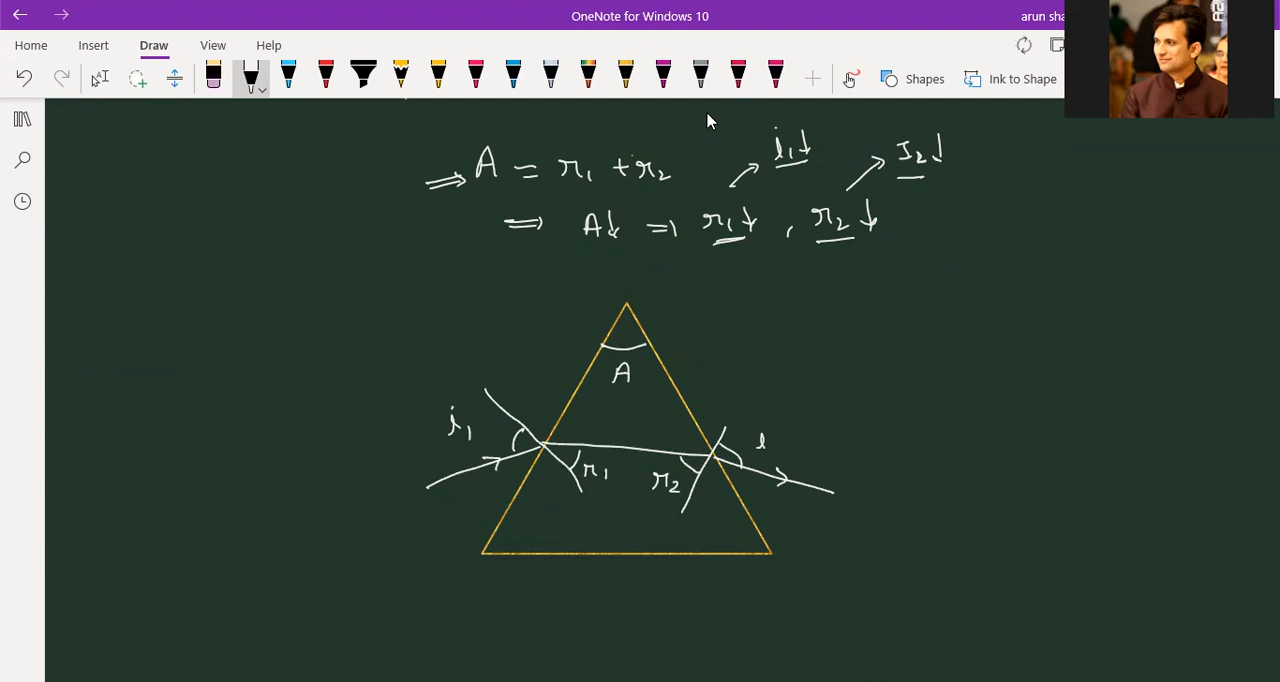 OneNote for Windows 10
arun sha
Home Insert Draw View Help
Shapes Ink to Shape
i₁↓ I₂↓
⇒ A = r₁ + r₂
⇒ A↓ ⇒ r₁↓ , r₂↓
A
i₁
r₁
r₂